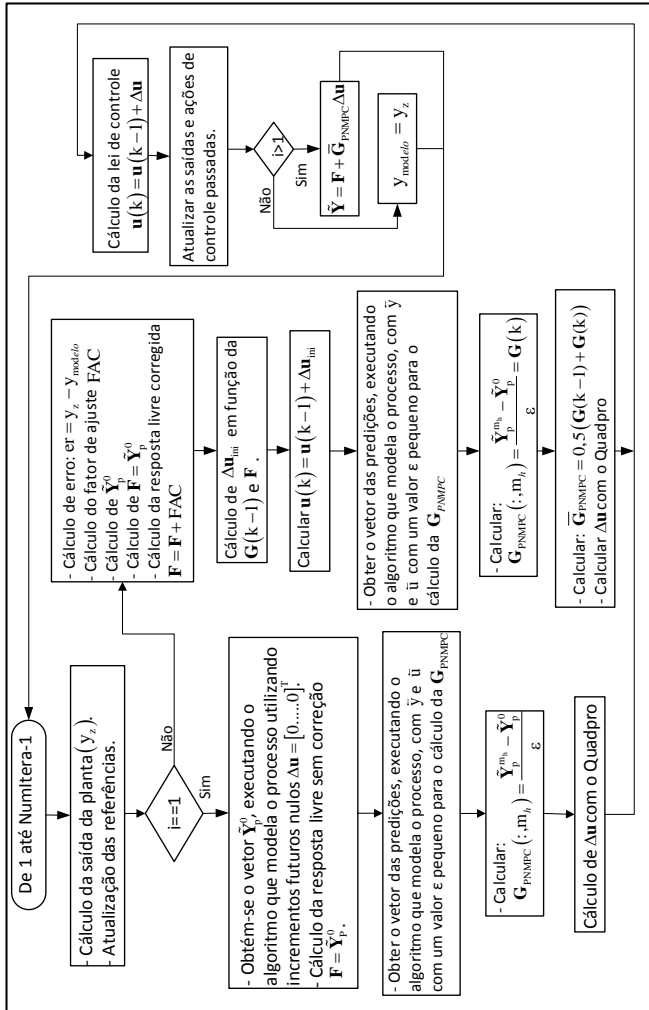 De 1 até NumItera-1
- Cálculo da saída da planta (y_z).
- Atualização das referências.
i==1
Não
Sim
- Obtém-se o vetor Ỹ_p^0, executando o
algoritmo que modela o processo utilizando
incrementos futuros nulos Δu = [0.....0]^T.
- Cálculo da resposta livre sem correção
F = Ỹ_P^0 .
- Obter o vetor das predições, executando o
algoritmo que modela o processo, com ȳ e ū
com um valor ε pequeno para o cálculo da G_PNMPC
- Calcular:
G_PNMPC(:,m_h) = (Ỹ_p^{m_h} − Ỹ_p^0) / ε
Cálculo de Δu com o Quadpro
- Cálculo de erro: er = y_z − y_modelo
- Cálculo do fator de ajuste FAC
- Cálculo de Ỹ_p^0
- Cálculo de F = Ỹ_p^0
- Cálculo da resposta livre corrigida
F = F + FAC
Cálculo de Δu_ini em função da
G(k−1) e F .
Calcular u(k) = u(k−1) + Δu_ini
- Obter o vetor das predições, executando
o algoritmo que modela o processo, com ȳ
e ū com um valor ε pequeno para o
cálculo da G_PNMPC
- Calcular:
G_PNMPC(:,m_h) = (Ỹ_p^{m_h} − Ỹ_p^0) / ε = G(k)
- Calcular: G̅_PNMPC = 0,5(G(k−1) + G(k))
- Calcular Δu com o Quadpro
Cálculo da lei de controle
u(k) = u(k−1) + Δu
Atualizar as saídas e ações de
controle passadas.
i>1
Não
Sim
Ỹ = F + G̅_PNMPC Δu
y_modelo = y_z